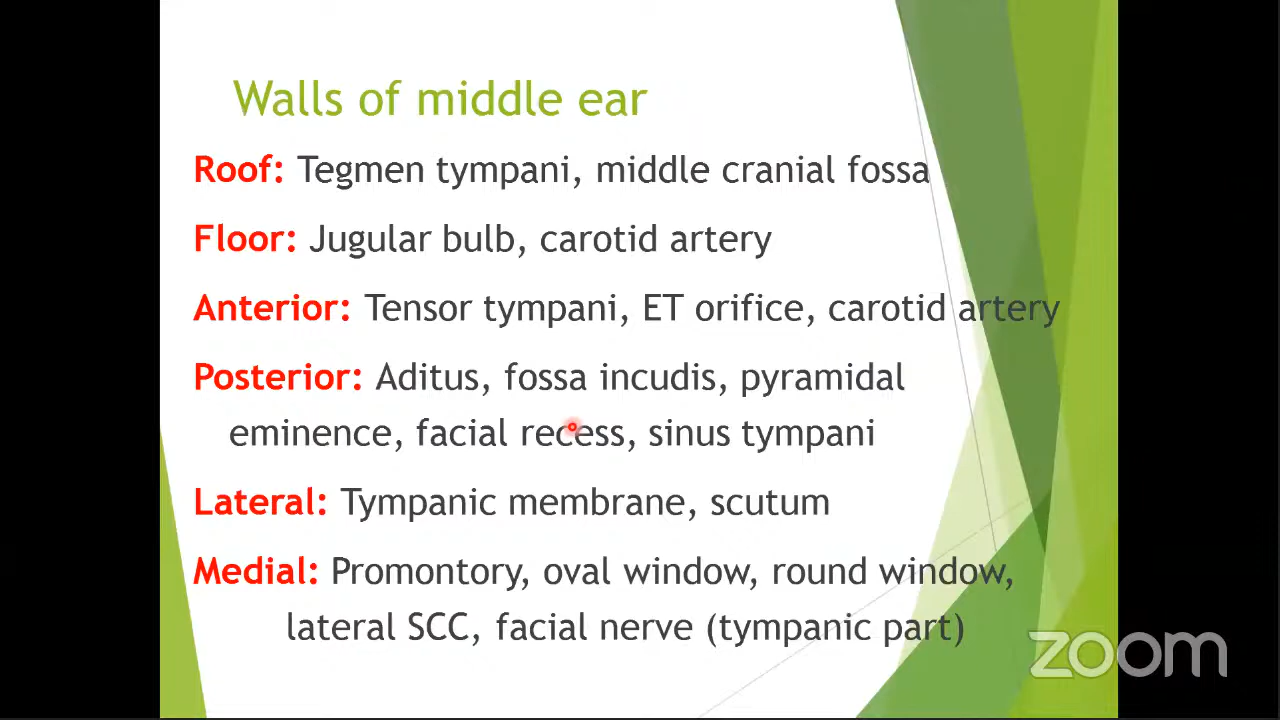 Walls of middle ear
Roof: Tegmen tympani, middle cranial fossa
Floor: Jugular bulb, carotid artery
Anterior: Tensor tympani, ET orifice, carotid artery
Posterior: Aditus, fossa incudis, pyramidal
eminence, facial recess, sinus tympani
Lateral: Tympanic membrane, scutum
Medial: Promontory, oval window, round window,
lateral SCC, facial nerve (tympanic part)
zoom